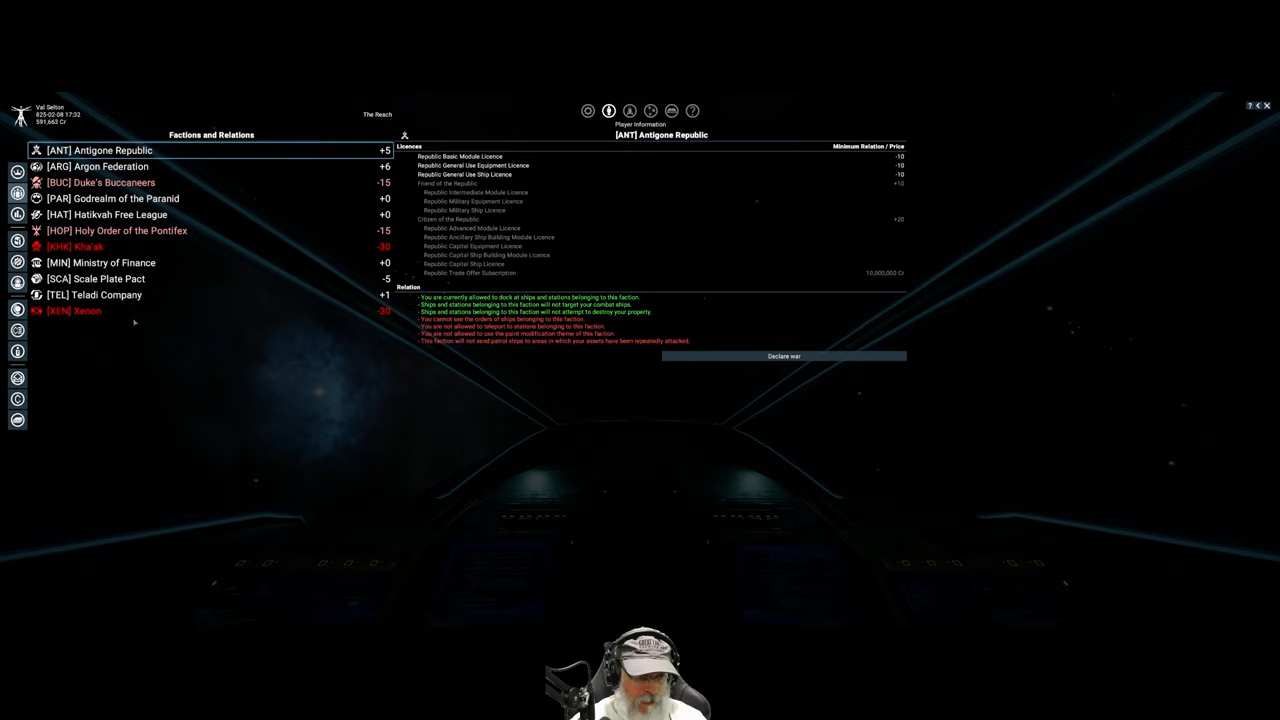 Val Selton
825-02-08 17:32
591,663 Cr
The Reach
Player Information
Factions and Relations
[ANT] Antigone Republic +5
[ARG] Argon Federation +6
[BUC] Duke's Buccaneers -15
[PAR] Godrealm of the Paranid +0
[HAT] Hatikvah Free League +0
[HOP] Holy Order of the Pontifex -15
[KHK] Kha'ak -30
[MIN] Ministry of Finance +0
[SCA] Scale Plate Pact -5
[TEL] Teladi Company +1
[XEN] Xenon -30
[ANT] Antigone Republic
Licences Minimum Relation / Price
Republic Basic Module Licence -10
Republic General Use Equipment Licence -10
Republic General Use Ship Licence -10
Friend of the Republic +10
Republic Intermediate Module Licence
Republic Military Equipment Licence
Republic Military Ship Licence
Citizen of the Republic +20
Republic Advanced Module Licence
Republic Ancillary Ship Building Module Licence
Republic Capital Equipment Licence
Republic Capital Ship Building Module Licence
Republic Capital Ship Licence
Republic Trade Offer Subscription 10,000,000 Cr
Relation
- You are currently allowed to dock at ships and stations belonging to this faction.
- Ships and stations belonging to this faction will not target your combat ships.
- Ships and stations belonging to this faction will not attempt to destroy your property.
- You cannot see the orders of ships belonging to this faction.
- You are not allowed to teleport to stations belonging to this faction.
- You are not allowed to use the paint modification theme of this faction.
- This faction will not send patrol ships to areas in which your assets have been repeatedly attacked.
Declare war